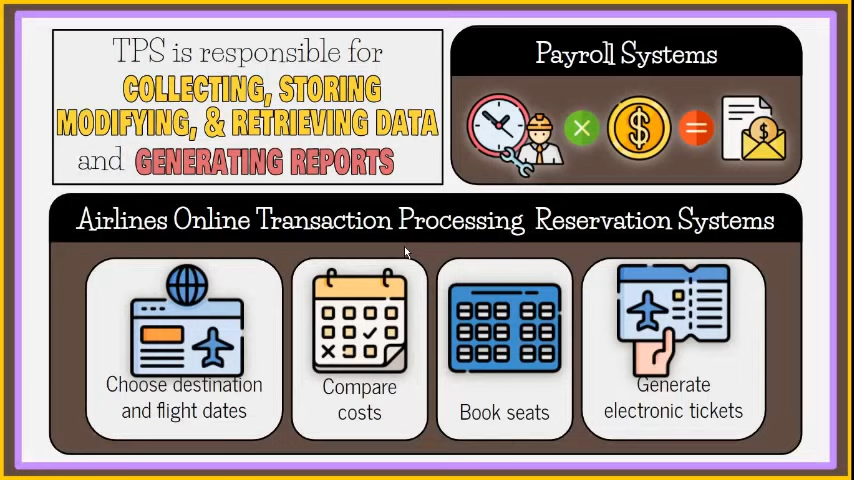 TPS is responsible for
COLLECTING, STORING
MODIFYING, & RETRIEVING DATA
and GENERATING REPORTS
Payroll Systems
Airlines Online Transaction Processing Reservation Systems
Choose destination
and flight dates
Compare
costs
Book seats
Generate
electronic tickets